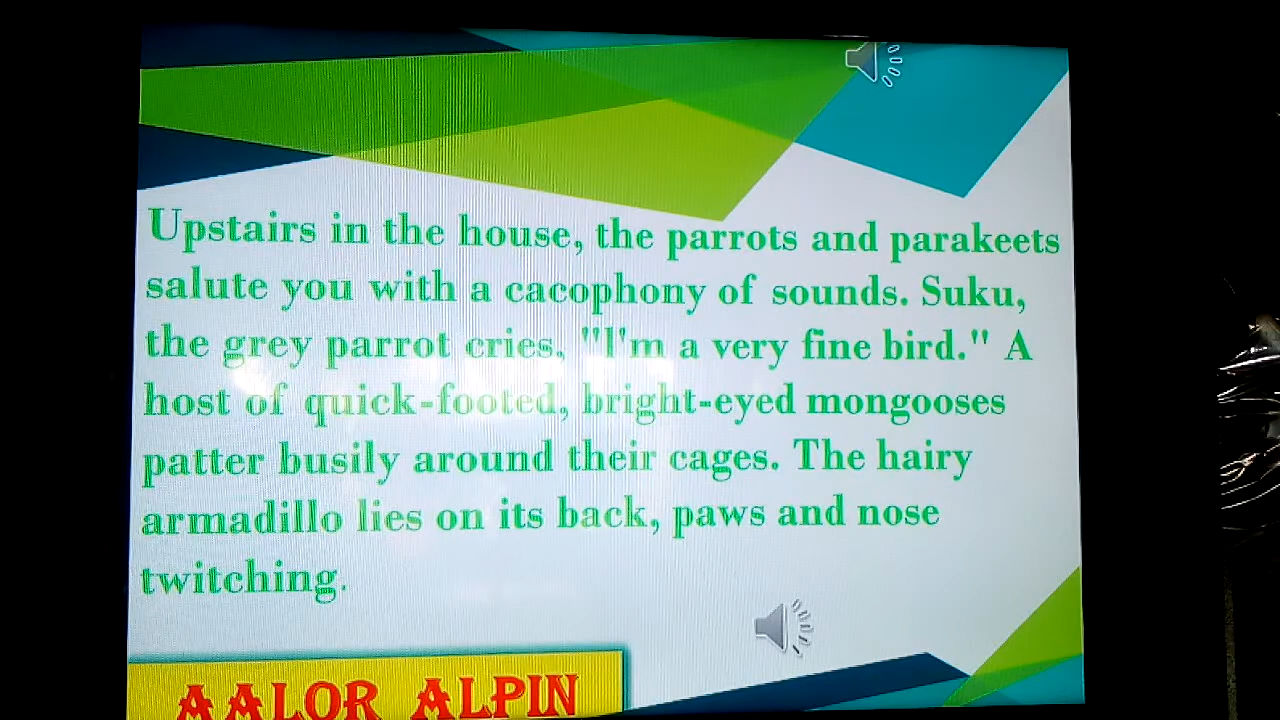 Upstairs in the house, the parrots and parakeets
salute you with a cacophony of sounds. Suku,
the grey parrot cries, "I'm a very fine bird." A
host of quick-footed, bright-eyed mongooses
patter busily around their cages. The hairy
armadillo lies on its back, paws and nose
twitching.
AALOR ALPIN